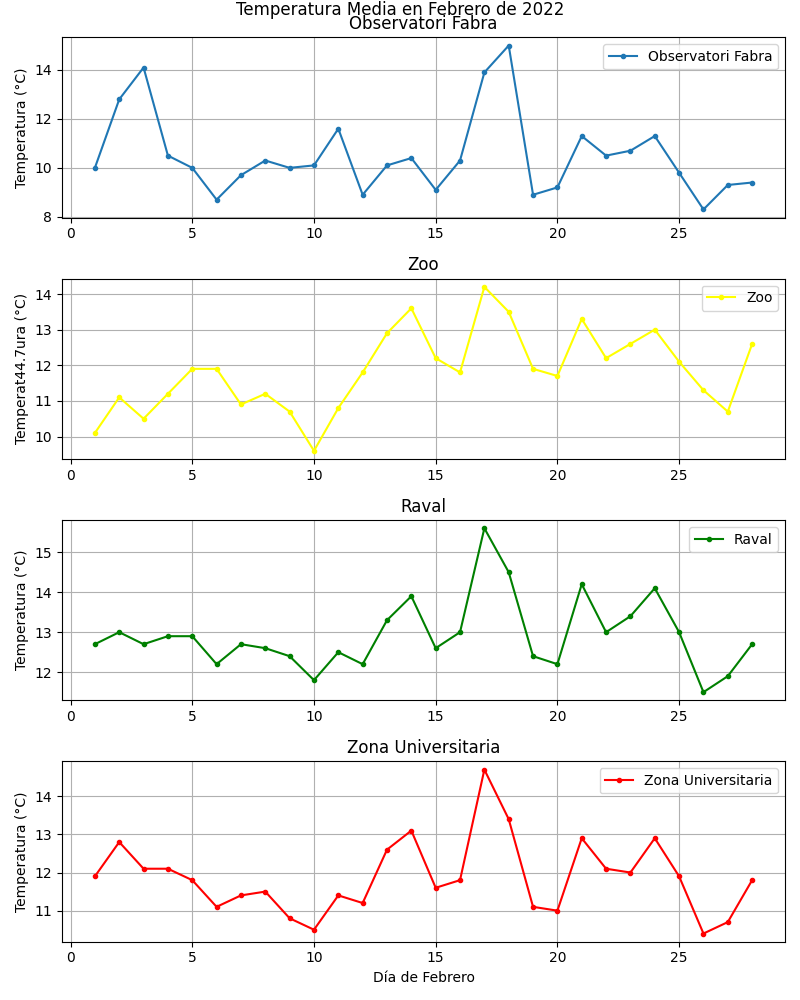 Temperatura Media en Febrero de 2022
Observatori Fabra
Temperatura (°C)
14
12
10
8
Observatori Fabra
0 5 10 15 20 25
Zoo
Temperat44.7ura (°C)
14
13
12
11
10
Zoo
0 5 10 15 20 25
Raval
Temperatura (°C)
15
14
13
12
Raval
0 5 10 15 20 25
Zona Universitaria
Temperatura (°C)
14
13
12
11
Zona Universitaria
0 5 10 15 20 25
Día de Febrero